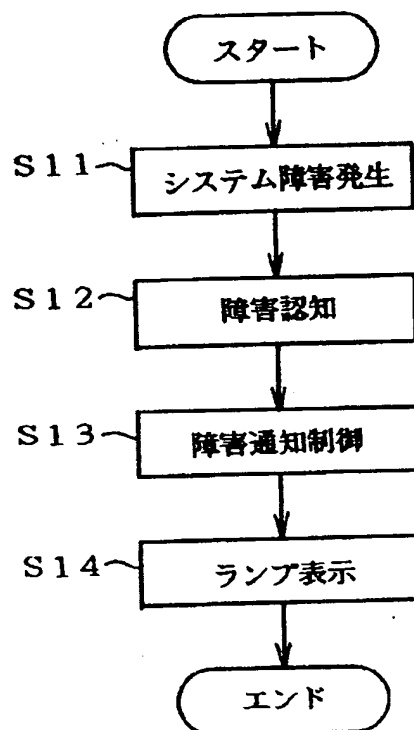 スタート
S11 システム障害発生
S12 障害認知
S13 障害通知制御
S14 ランプ表示
エンド